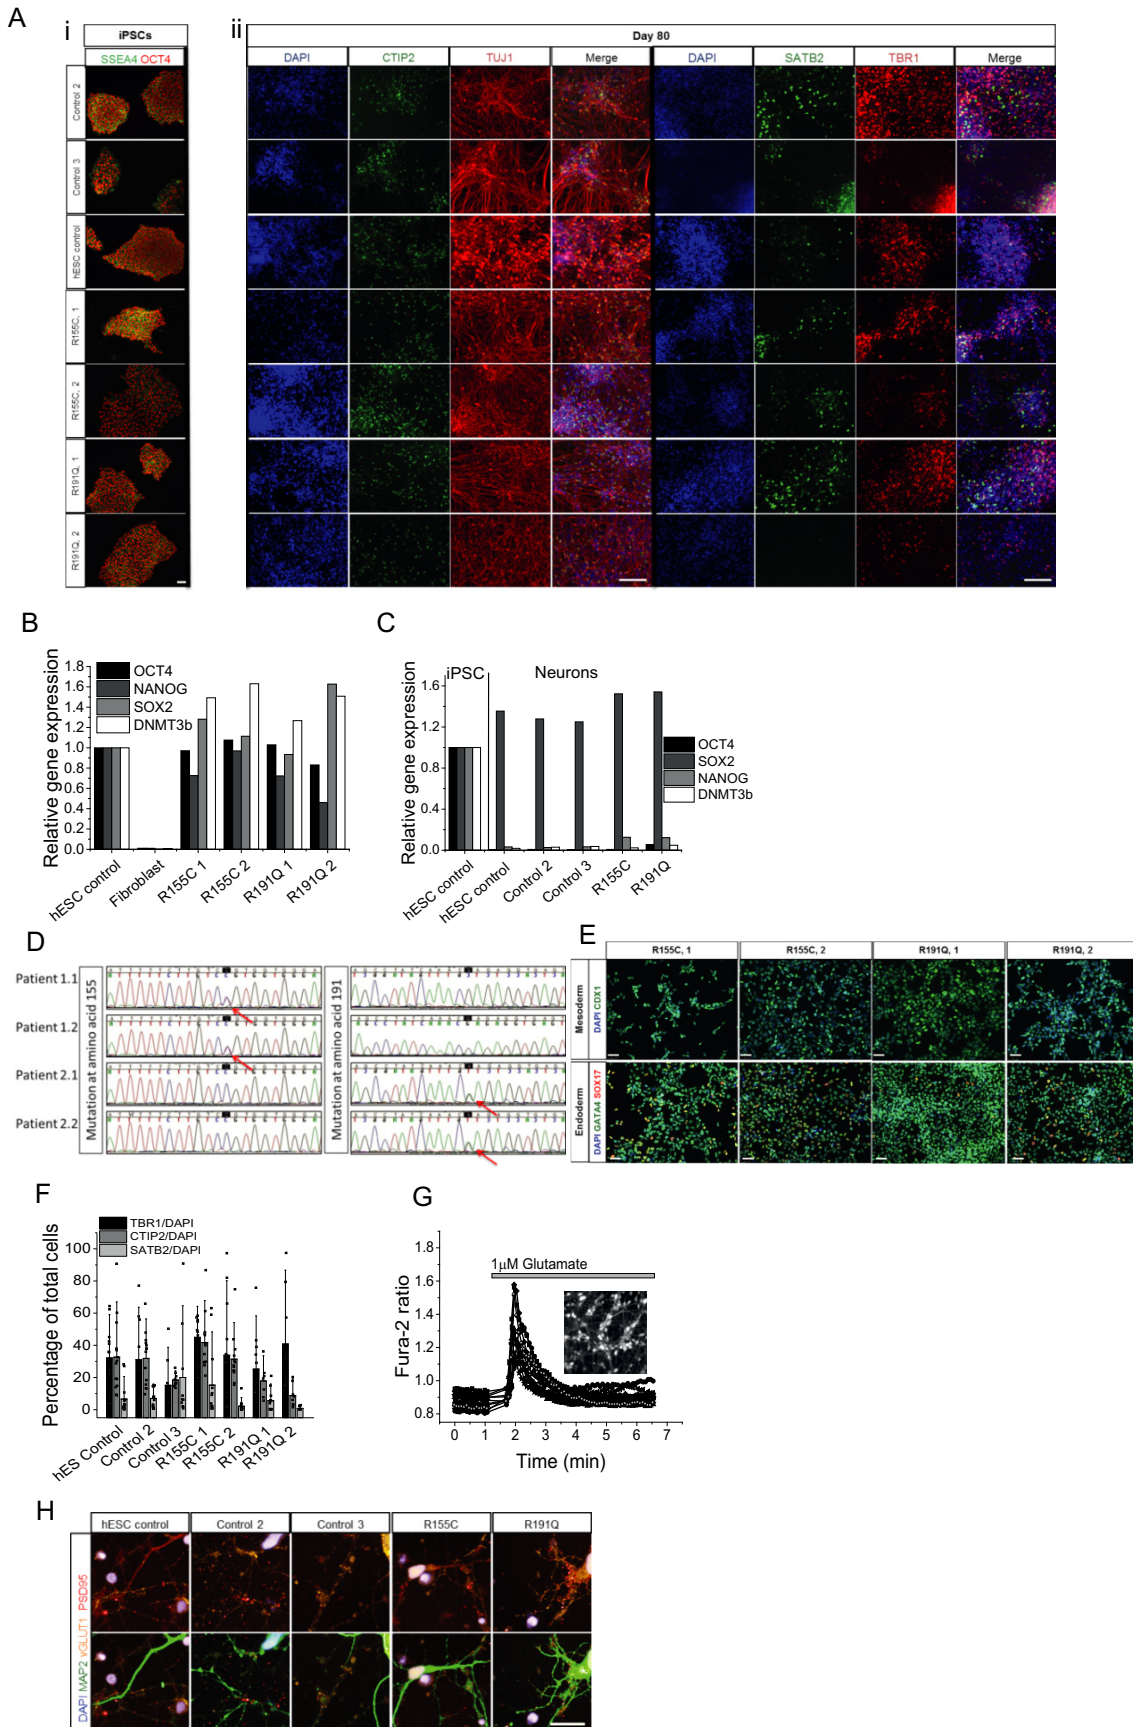 A
i
iPSCs
SSEA4 OCT4
Control 2
Control 3
hESC control
R155C, 1
R155C, 2
R191Q, 1
R191Q, 2
ii
Day 80
DAPI CTIP2 TUJ1 Merge DAPI SATB2 TBR1 Merge
B
Relative gene expression
1.8
1.6
1.4
1.2
1.0
0.8
0.6
0.4
0.2
0.0
OCT4
NANOG
SOX2
DNMT3b
hESC control
Fibroblast
R155C 1
R155C 2
R191Q 1
R191Q 2
C
Relative gene expression
iPSC Neurons
1.6
1.2
0.8
0.4
0.0
OCT4
SOX2
NANOG
DNMT3b
hESC control
hESC control
Control 2
Control 3
R155C
R191Q
D
Patient 1.1
Patient 1.2
Patient 2.1
Patient 2.2
Mutation at amino acid 155
Mutation at amino acid 191
E
R155C, 1 R155C, 2 R191Q, 1 R191Q, 2
Mesoderm
DAPI CDX1
Endoderm
DAPI GATA4 SOX17
F
Percentage of total cells
TBR1/DAPI
CTIP2/DAPI
SATB2/DAPI
100
80
60
40
20
0
hES Control
Control 2
Control 3
R155C 1
R155C 2
R191Q 1
R191Q 2
G
Fura-2 ratio
1μM Glutamate
1.8
1.6
1.4
1.2
1.0
0.8
0 1 2 3 4 5 6 7
Time (min)
H
hESC control Control 2 Control 3 R155C R191Q
DAPI MAP2 vGLUT1 PSD95